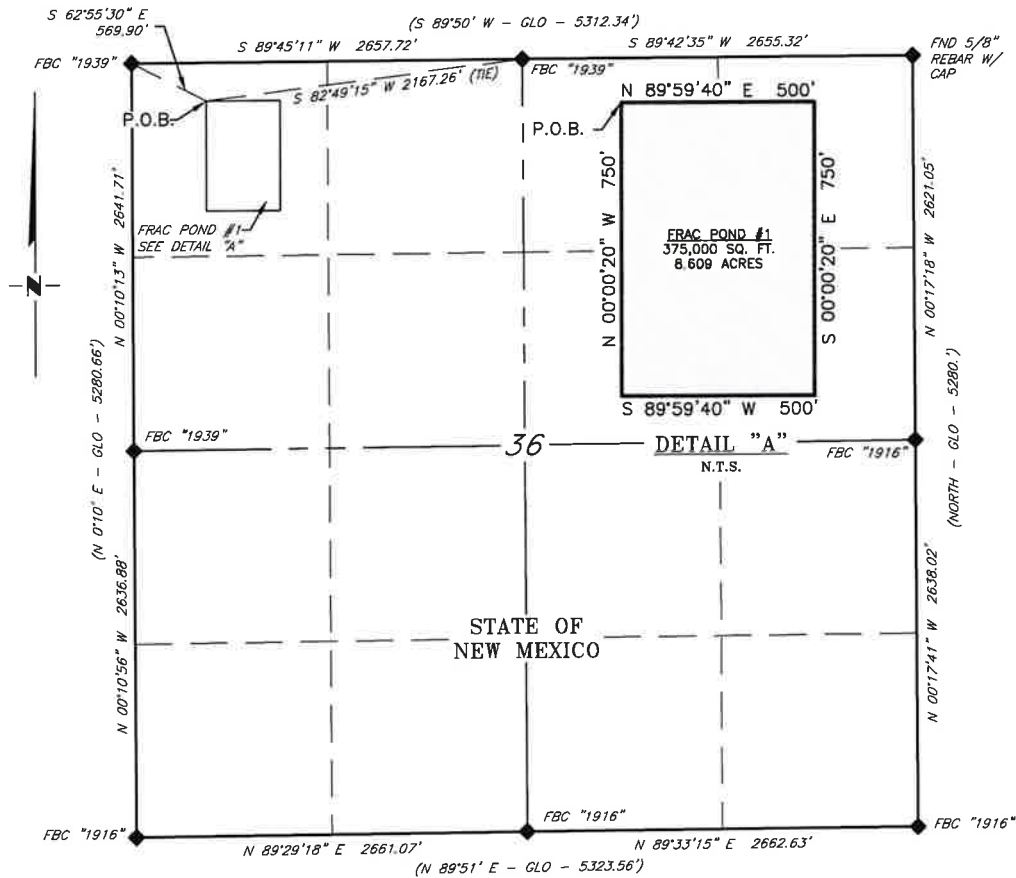 S 62°55'30" E
569.90'
(S 89°50' W - GLO - 5312.34')
S 89°45'11" W 2657.72'
S 89°42'35" W 2655.32'
FND 5/8"
REBAR W/
CAP
FBC "1939"
FBC "1939"
S 82°49'15" W 2167.26' (TIE)
P.O.B.
N 89°59'40" E 500'
P.O.B.
N 00°10'13" W 2641.71'
FRAC POND #1
SEE DETAIL "A"
N 00°00'20" W 750'
FRAC POND #1
375,000 SQ. FT.
8.609 ACRES
S 00°00'20" E 750'
N 00°17'18" W 2621.05'
N
S 89°59'40" W 500'
(N 0°10' E - GLO - 5280.66')
(NORTH - GLO - 5280.')
FBC "1939"
36
DETAIL "A"
N.T.S.
FBC "1916"
N 00°10'56" W 2636.88'
STATE OF
NEW MEXICO
N 00°17'41" W 2638.02'
FBC "1916"
FBC "1916"
FBC "1916"
N 89°29'18" E 2661.07'
N 89°33'15" E 2662.63'
(N 89°51' E - GLO - 5323.56')